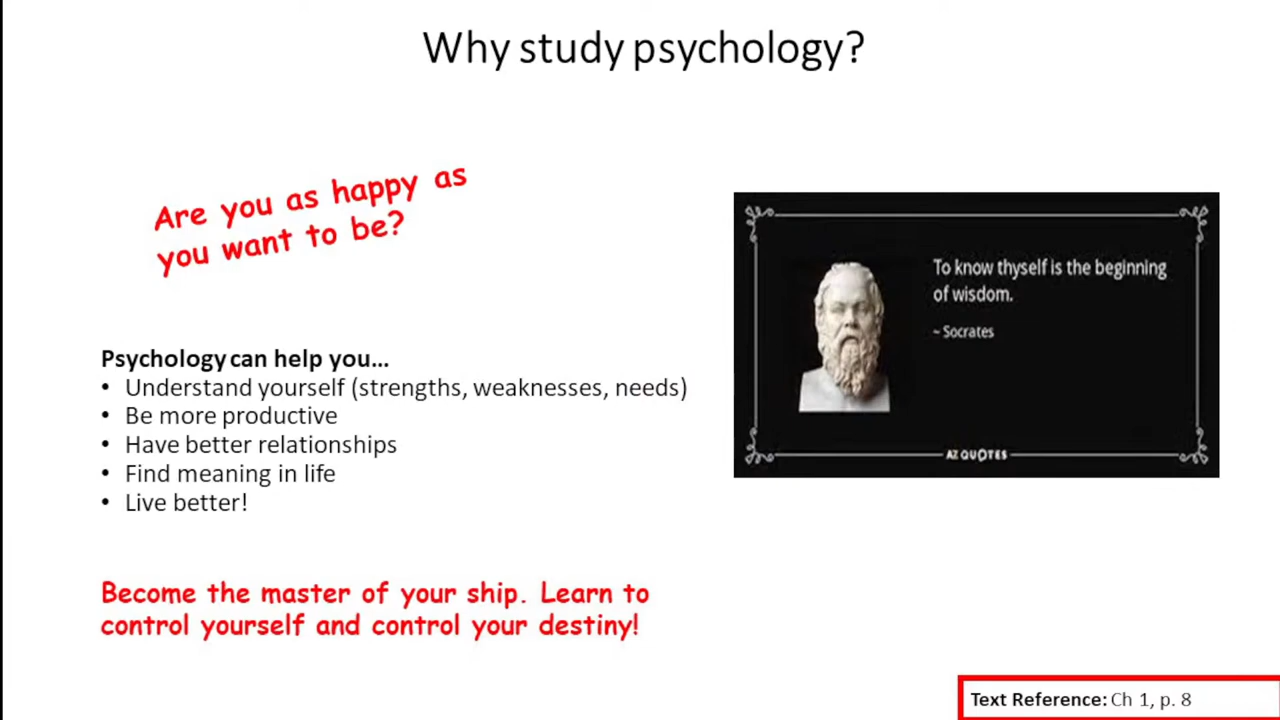 Why study psychology?
Are you as happy as
you want to be?
To know thyself is the beginning
of wisdom.
~ Socrates
AZ QUOTES
Psychology can help you...
• Understand yourself (strengths, weaknesses, needs)
• Be more productive
• Have better relationships
• Find meaning in life
• Live better!
Become the master of your ship. Learn to
control yourself and control your destiny!
Text Reference: Ch 1, p. 8